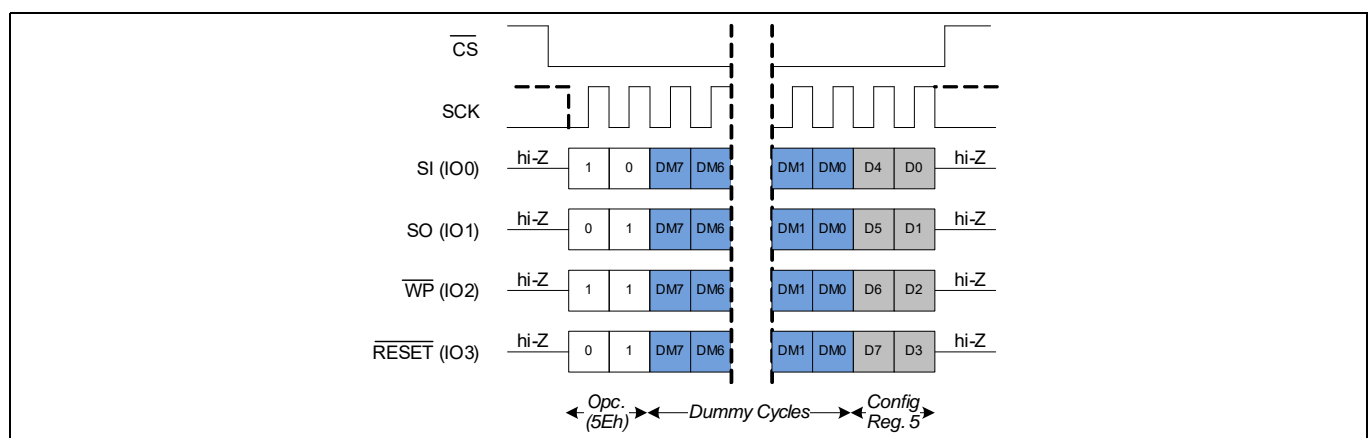 CS
SCK
SI (IO0) hi-Z 1 0 DM7 DM6 DM1 DM0 D4 D0 hi-Z
SO (IO1) hi-Z 0 1 DM7 DM6 DM1 DM0 D5 D1 hi-Z
WP (IO2) hi-Z 1 1 DM7 DM6 DM1 DM0 D6 D2 hi-Z
RESET (IO3) hi-Z 0 1 DM7 DM6 DM1 DM0 D7 D3 hi-Z
Opc. (5Eh) Dummy Cycles Config Reg. 5